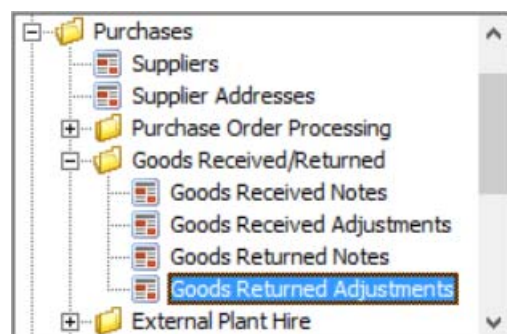 Purchases
Suppliers
Supplier Addresses
Purchase Order Processing
Goods Received/Returned
Goods Received Notes
Goods Received Adjustments
Goods Returned Notes
Goods Returned Adjustments
External Plant Hire